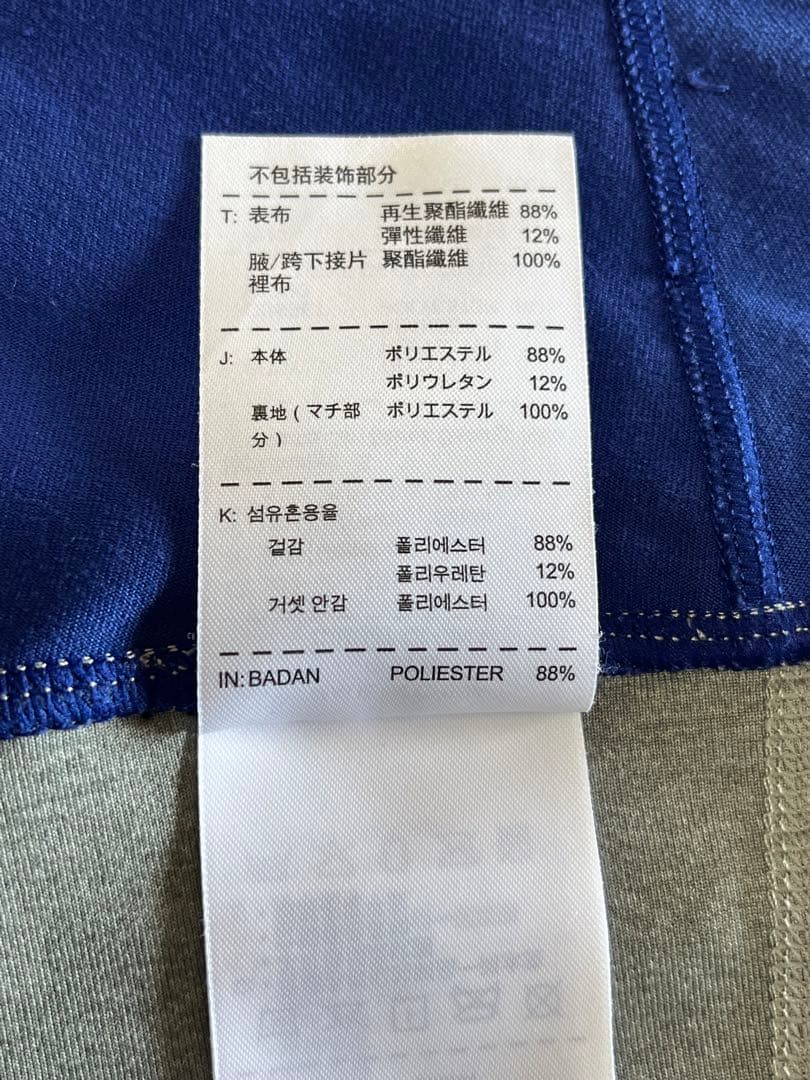 不包括装饰部分
T: 表布 再生聚酯纖維 88%
彈性纖維 12%
腋/跨下接片 聚酯纖維 100%
裡布
J: 本体 ポリエステル 88%
ポリウレタン 12%
裏地 ( マチ部 ポリエステル 100%
分 )
K: 섬유혼용율
겉감 폴리에스터 88%
폴리우레탄 12%
거셋 안감 폴리에스터 100%
IN: BADAN POLIESTER 88%